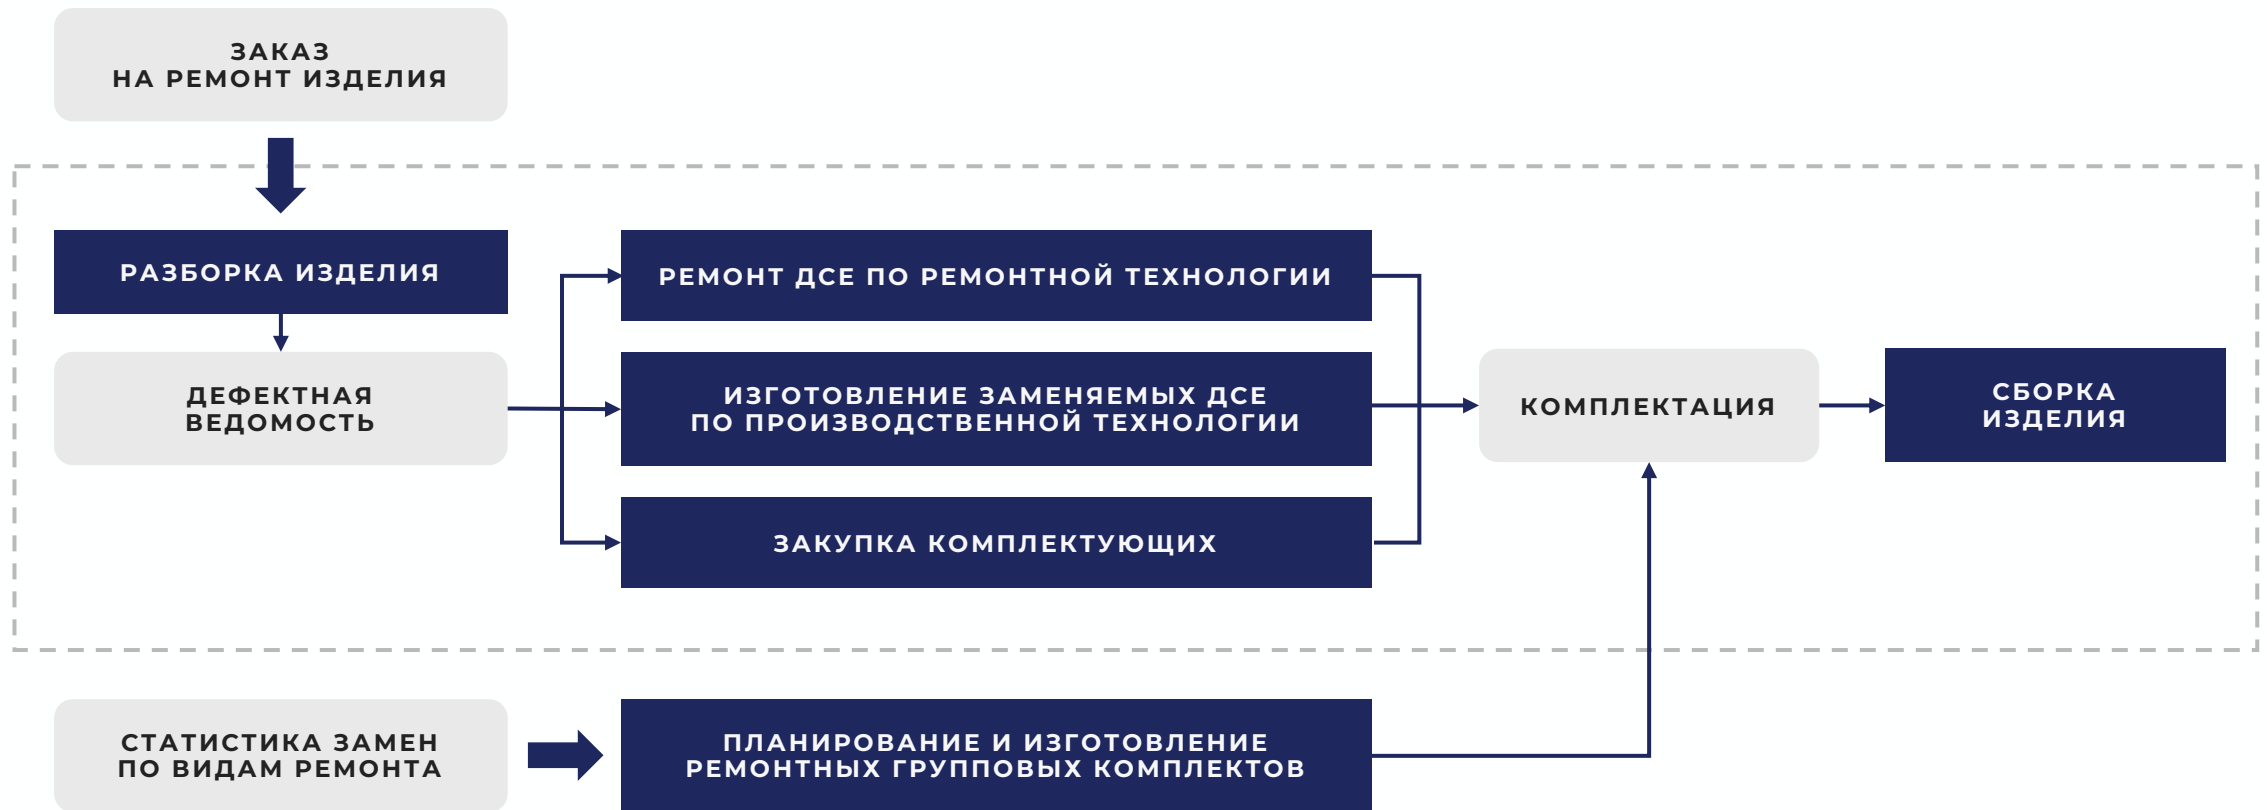 ЗАКАЗ
НА РЕМОНТ ИЗДЕЛИЯ
РАЗБОРКА ИЗДЕЛИЯ
ДЕФЕКТНАЯ
ВЕДОМОСТЬ
РЕМОНТ ДСЕ ПО РЕМОНТНОЙ ТЕХНОЛОГИИ
ИЗГОТОВЛЕНИЕ ЗАМЕНЯЕМЫХ ДСЕ
ПО ПРОИЗВОДСТВЕННОЙ ТЕХНОЛОГИИ
ЗАКУПКА КОМПЛЕКТУЮЩИХ
КОМПЛЕКТАЦИЯ
СБОРКА
ИЗДЕЛИЯ
СТАТИСТИКА ЗАМЕН
ПО ВИДАМ РЕМОНТА
ПЛАНИРОВАНИЕ И ИЗГОТОВЛЕНИЕ
РЕМОНТНЫХ ГРУППОВЫХ КОМПЛЕКТОВ